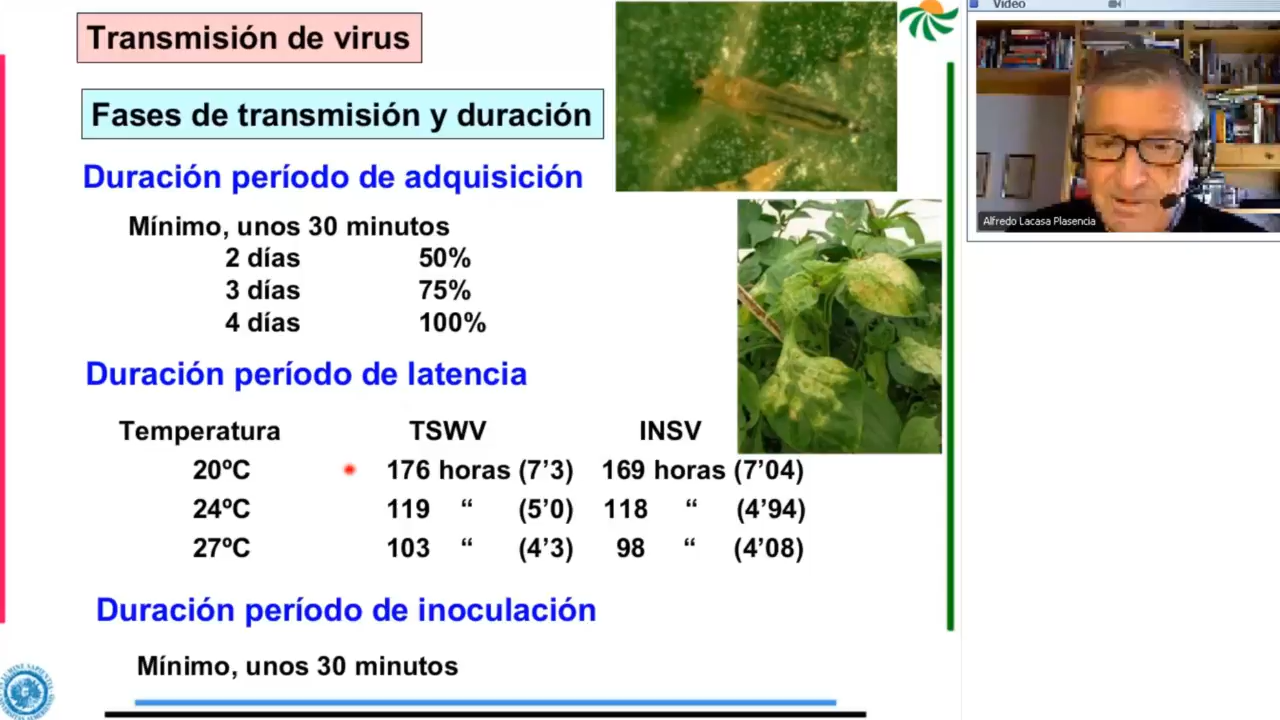 Transmisión de virus
Fases de transmisión y duración
Duración período de adquisición
Mínimo, unos 30 minutos
2 días 50%
3 días 75%
4 días 100%
Duración período de latencia
Temperatura TSWV INSV
20ºC 176 horas (7’3) 169 horas (7’04)
24ºC 119 “ (5’0) 118 “ (4’94)
27ºC 103 “ (4’3) 98 “ (4’08)
Duración período de inoculación
Mínimo, unos 30 minutos
Video
Alfredo Lacasa Plasencia